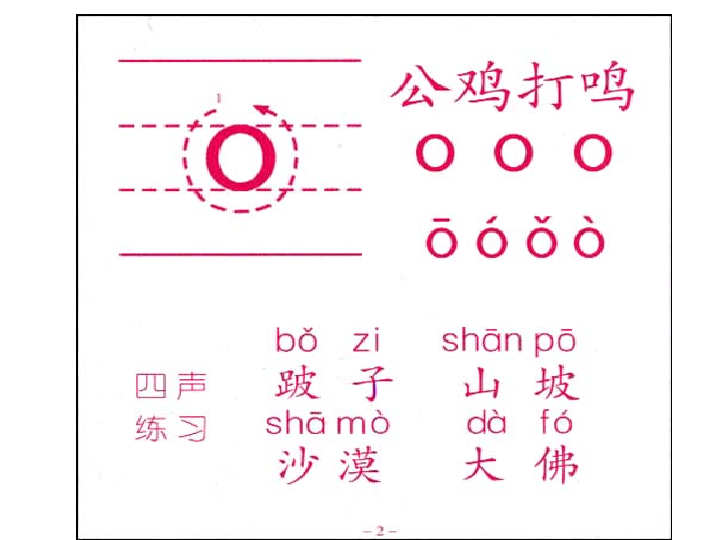 1
o
公鸡打鸣
o o o
ō ó ǒ ò
四声
练习
bǒ zi shān pō
跛子 山坡
shā mò dà fó
沙漠 大佛
－2－